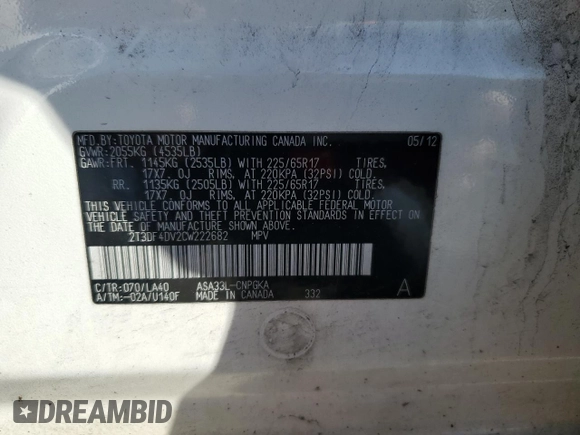 MFD.BY:TOYOTA MOTOR MANUFACTURING CANADA INC. 05/12
GVWR:2055KG (4535LB)
GAWR:FRT. 1145KG (2535LB) WITH 225/65R17 TIRES,
17X7.0J RIMS, AT 220KPA (32PSI) COLD.
RR. 1135KG (2505LB) WITH 225/65R17 TIRES,
17X7.0J RIMS, AT 220KPA (32PSI) COLD.
THIS VEHICLE CONFORMS TO ALL APPLICABLE FEDERAL MOTOR
VEHICLE SAFETY AND THEFT PREVENTION STANDARDS IN EFFECT
ON THE DATE OF MANUFACTURE SHOWN ABOVE.
2T3DF4DV2CW222682 MPV
C/TR:070/LA40 ASA33L-CNPGKA
A/TM:-02A/U140F MADE IN CANADA 332 A
DREAMBID